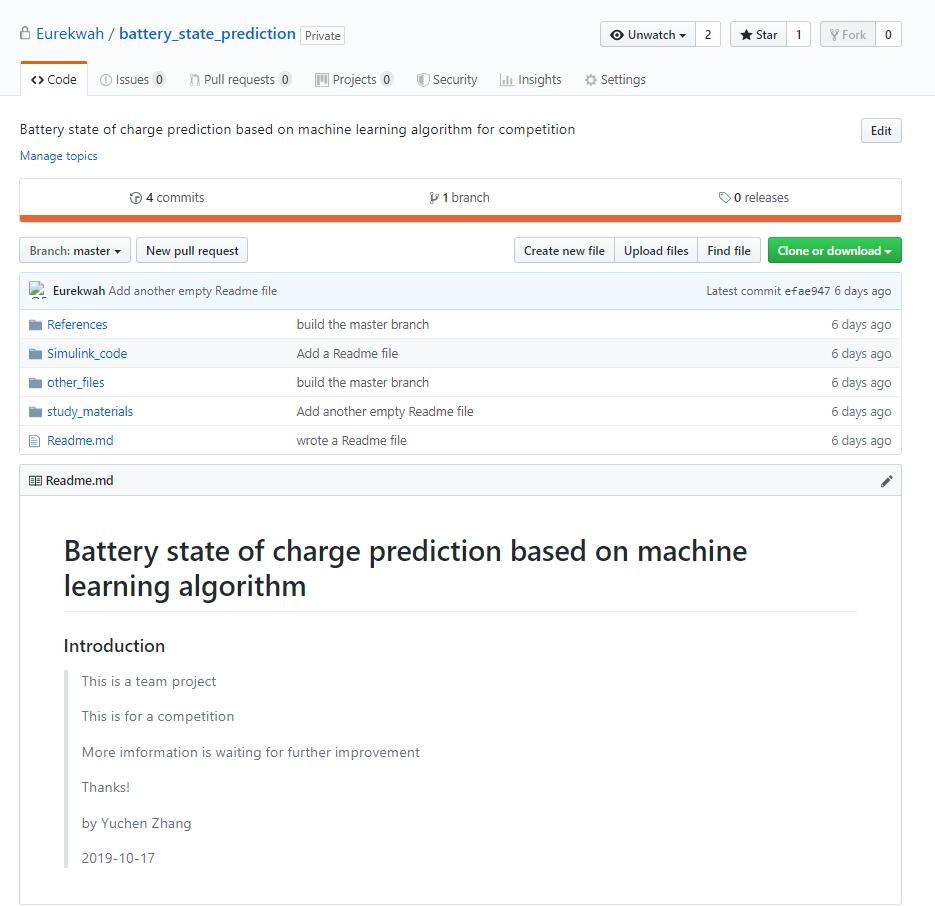 Eurekwah / battery_state_prediction Private
Unwatch 2 Star 1 Fork 0
Code Issues 0 Pull requests 0 Projects 0 Security Insights Settings
Battery state of charge prediction based on machine learning algorithm for competition
Edit
Manage topics
4 commits 1 branch 0 releases
Branch: master New pull request Create new file Upload files Find file Clone or download
Eurekwah Add another empty Readme file Latest commit efae947 6 days ago
References build the master branch 6 days ago
Simulink_code Add a Readme file 6 days ago
other_files build the master branch 6 days ago
study_materials Add another empty Readme file 6 days ago
Readme.md wrote a Readme file 6 days ago
Readme.md
Battery state of charge prediction based on machine
learning algorithm
Introduction
This is a team project
This is for a competition
More imformation is waiting for further improvement
Thanks!
by Yuchen Zhang
2019-10-17